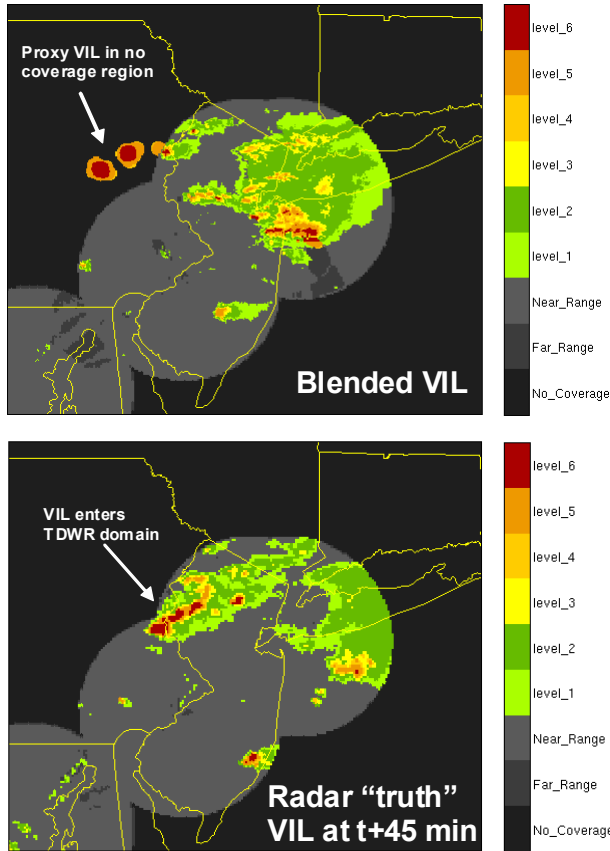 Proxy VIL in no
coverage region
Blended VIL
level_6
level_5
level_4
level_3
level_2
level_1
Near_Range
Far_Range
No_Coverage
VIL enters
TDWR domain
Radar “truth”
VIL at t+45 min
level_6
level_5
level_4
level_3
level_2
level_1
Near_Range
Far_Range
No_Coverage